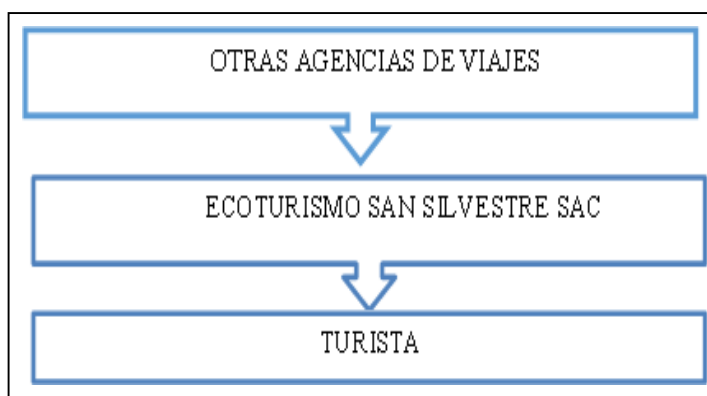 OTRAS AGENCIAS DE VIAJES
ECOTURISMO SAN SILVESTRE SAC
TURISTA